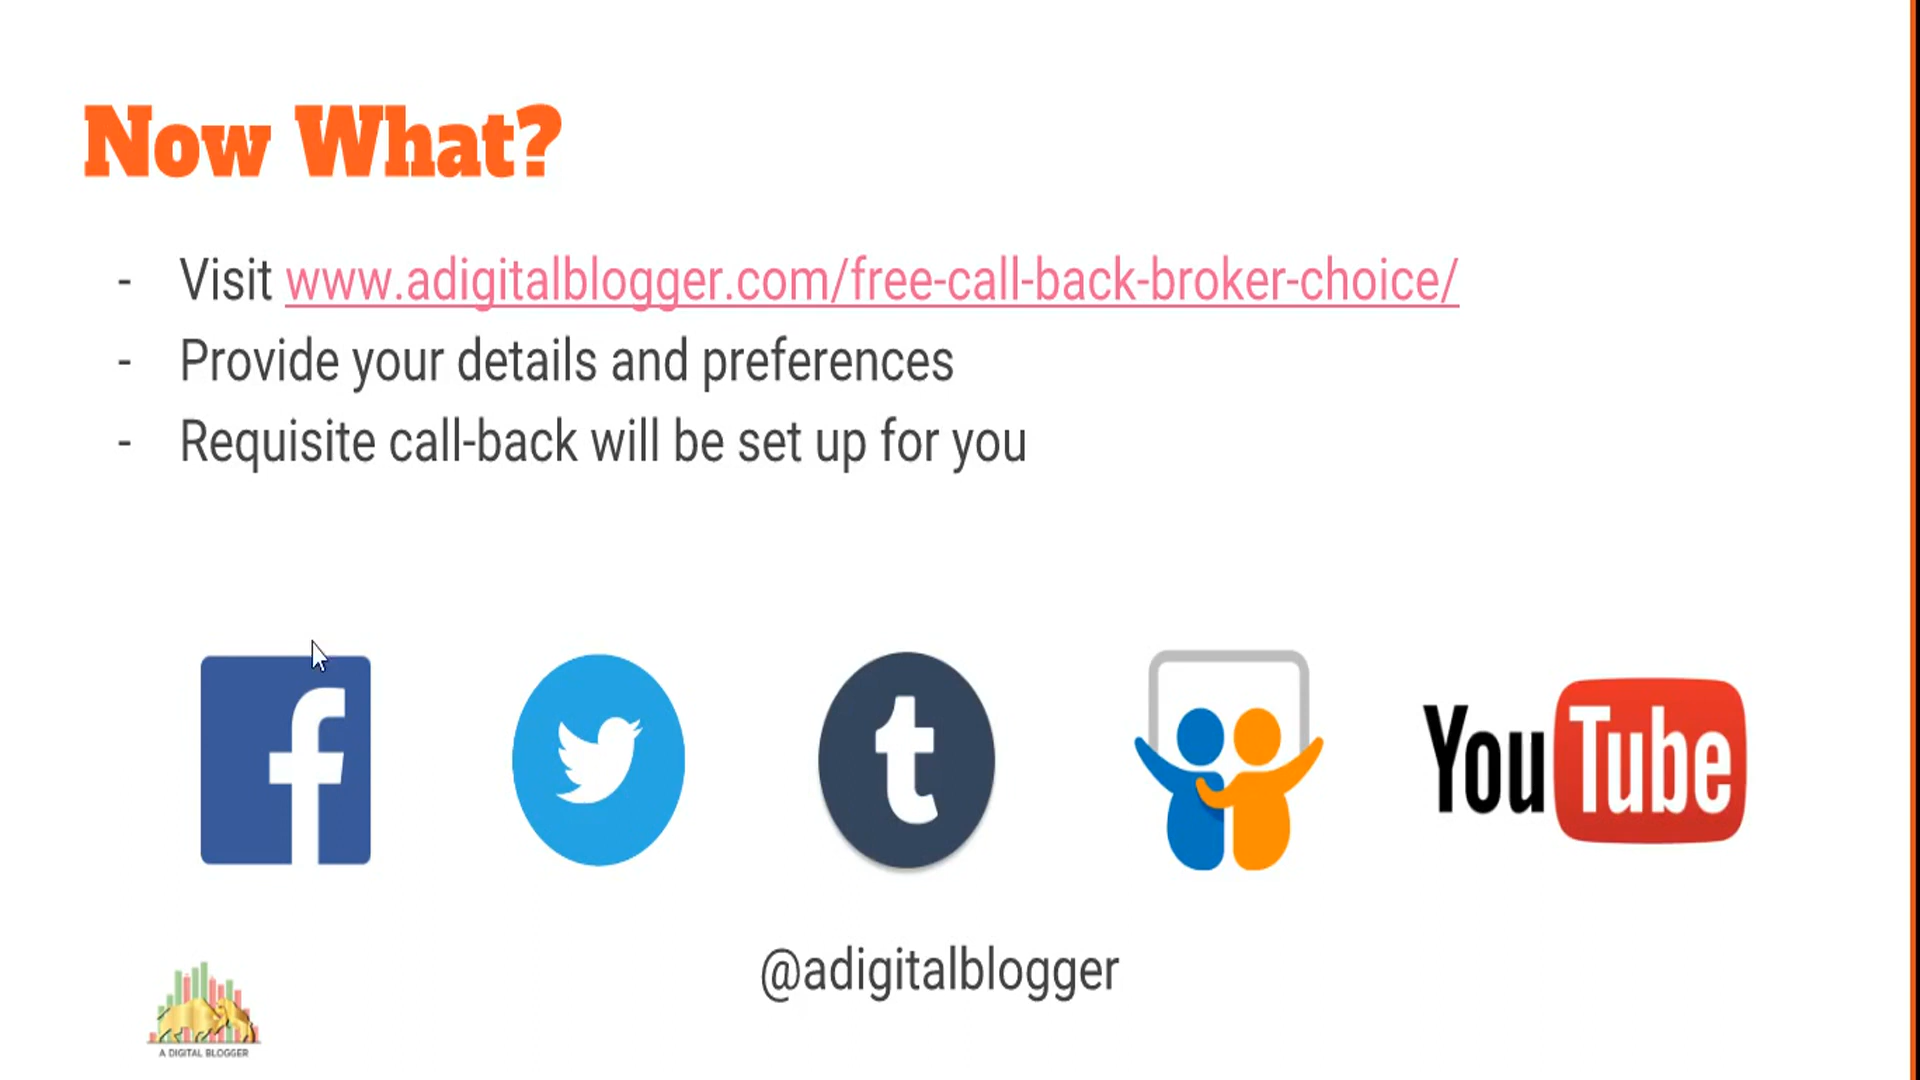 Now What?
- Visit www.adigitalblogger.com/free-call-back-broker-choice/
- Provide your details and preferences
- Requisite call-back will be set up for you
f
t
YouTube
@adigitalblogger
A DIGITAL BLOGGER